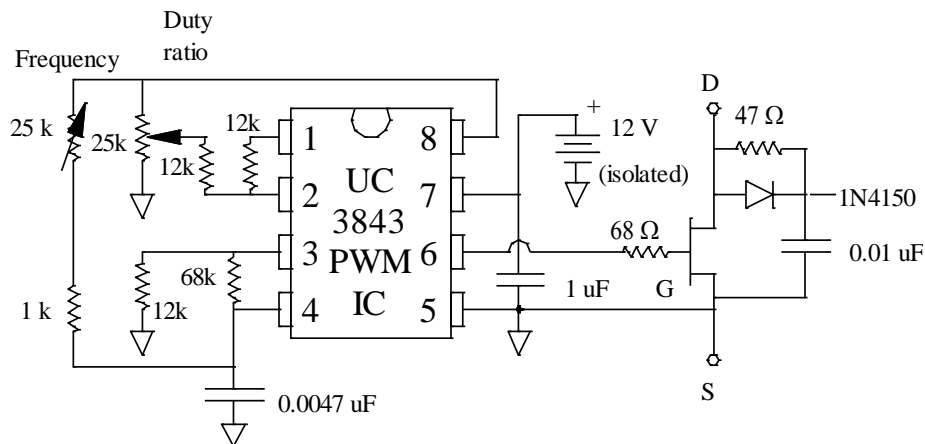 Duty
ratio
Frequency
25 k
25k
12k
12k
1
2
3
4
UC
3843
PWM
IC
8
7
6
5
68k
12k
1 k
0.0047 uF
+
12 V
(isolated)
1 uF
68 Ω
G
D
47 Ω
1N4150
0.01 uF
S